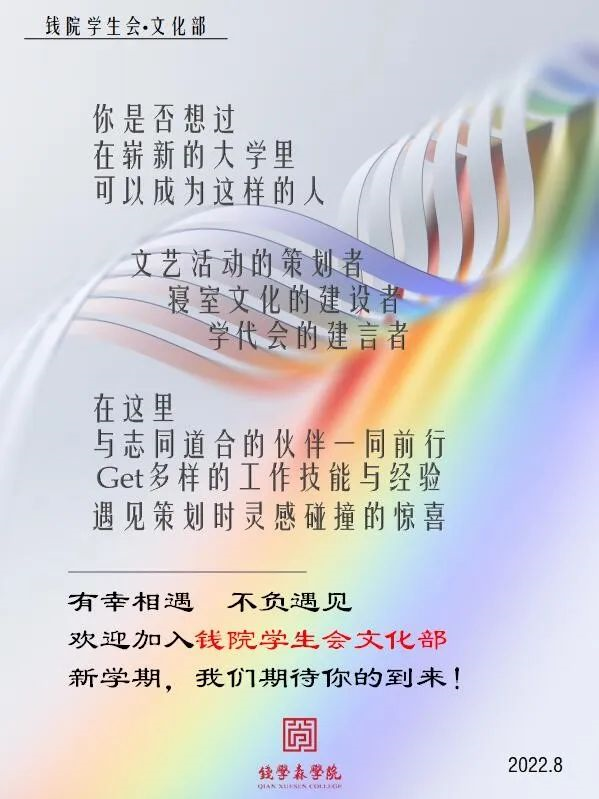 钱院学生会·文化部
你是否想过
在崭新的大学里
可以成为这样的人
文艺活动的策划者
寝室文化的建设者
学代会的建言者
在这里
与志同道合的伙伴一同前行
Get多样的工作技能与经验
遇见策划时灵感碰撞的惊喜
有幸相遇　不负遇见
欢迎加入钱院学生会文化部
新学期，我们期待你的到来！
錢學森學院
QIAN XUESEN COLLEGE
2022.8